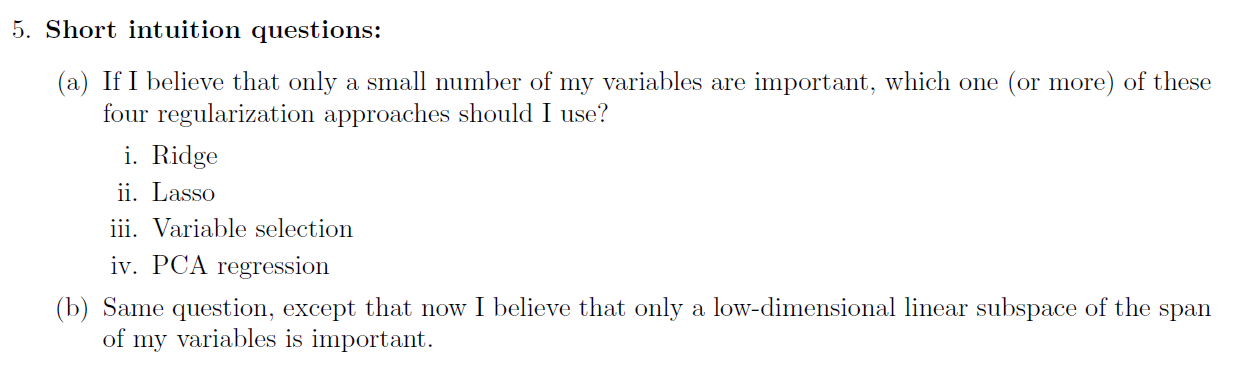 5. Short intuition questions:
(a) If I believe that only a small number of my variables are important, which one (or more) of these
four regularization approaches should I use?
i. Ridge
ii. Lasso
iii. Variable selection
iv. PCA regression
(b) Same question, except that now I believe that only a low-dimensional linear subspace of the span
of my variables is important.